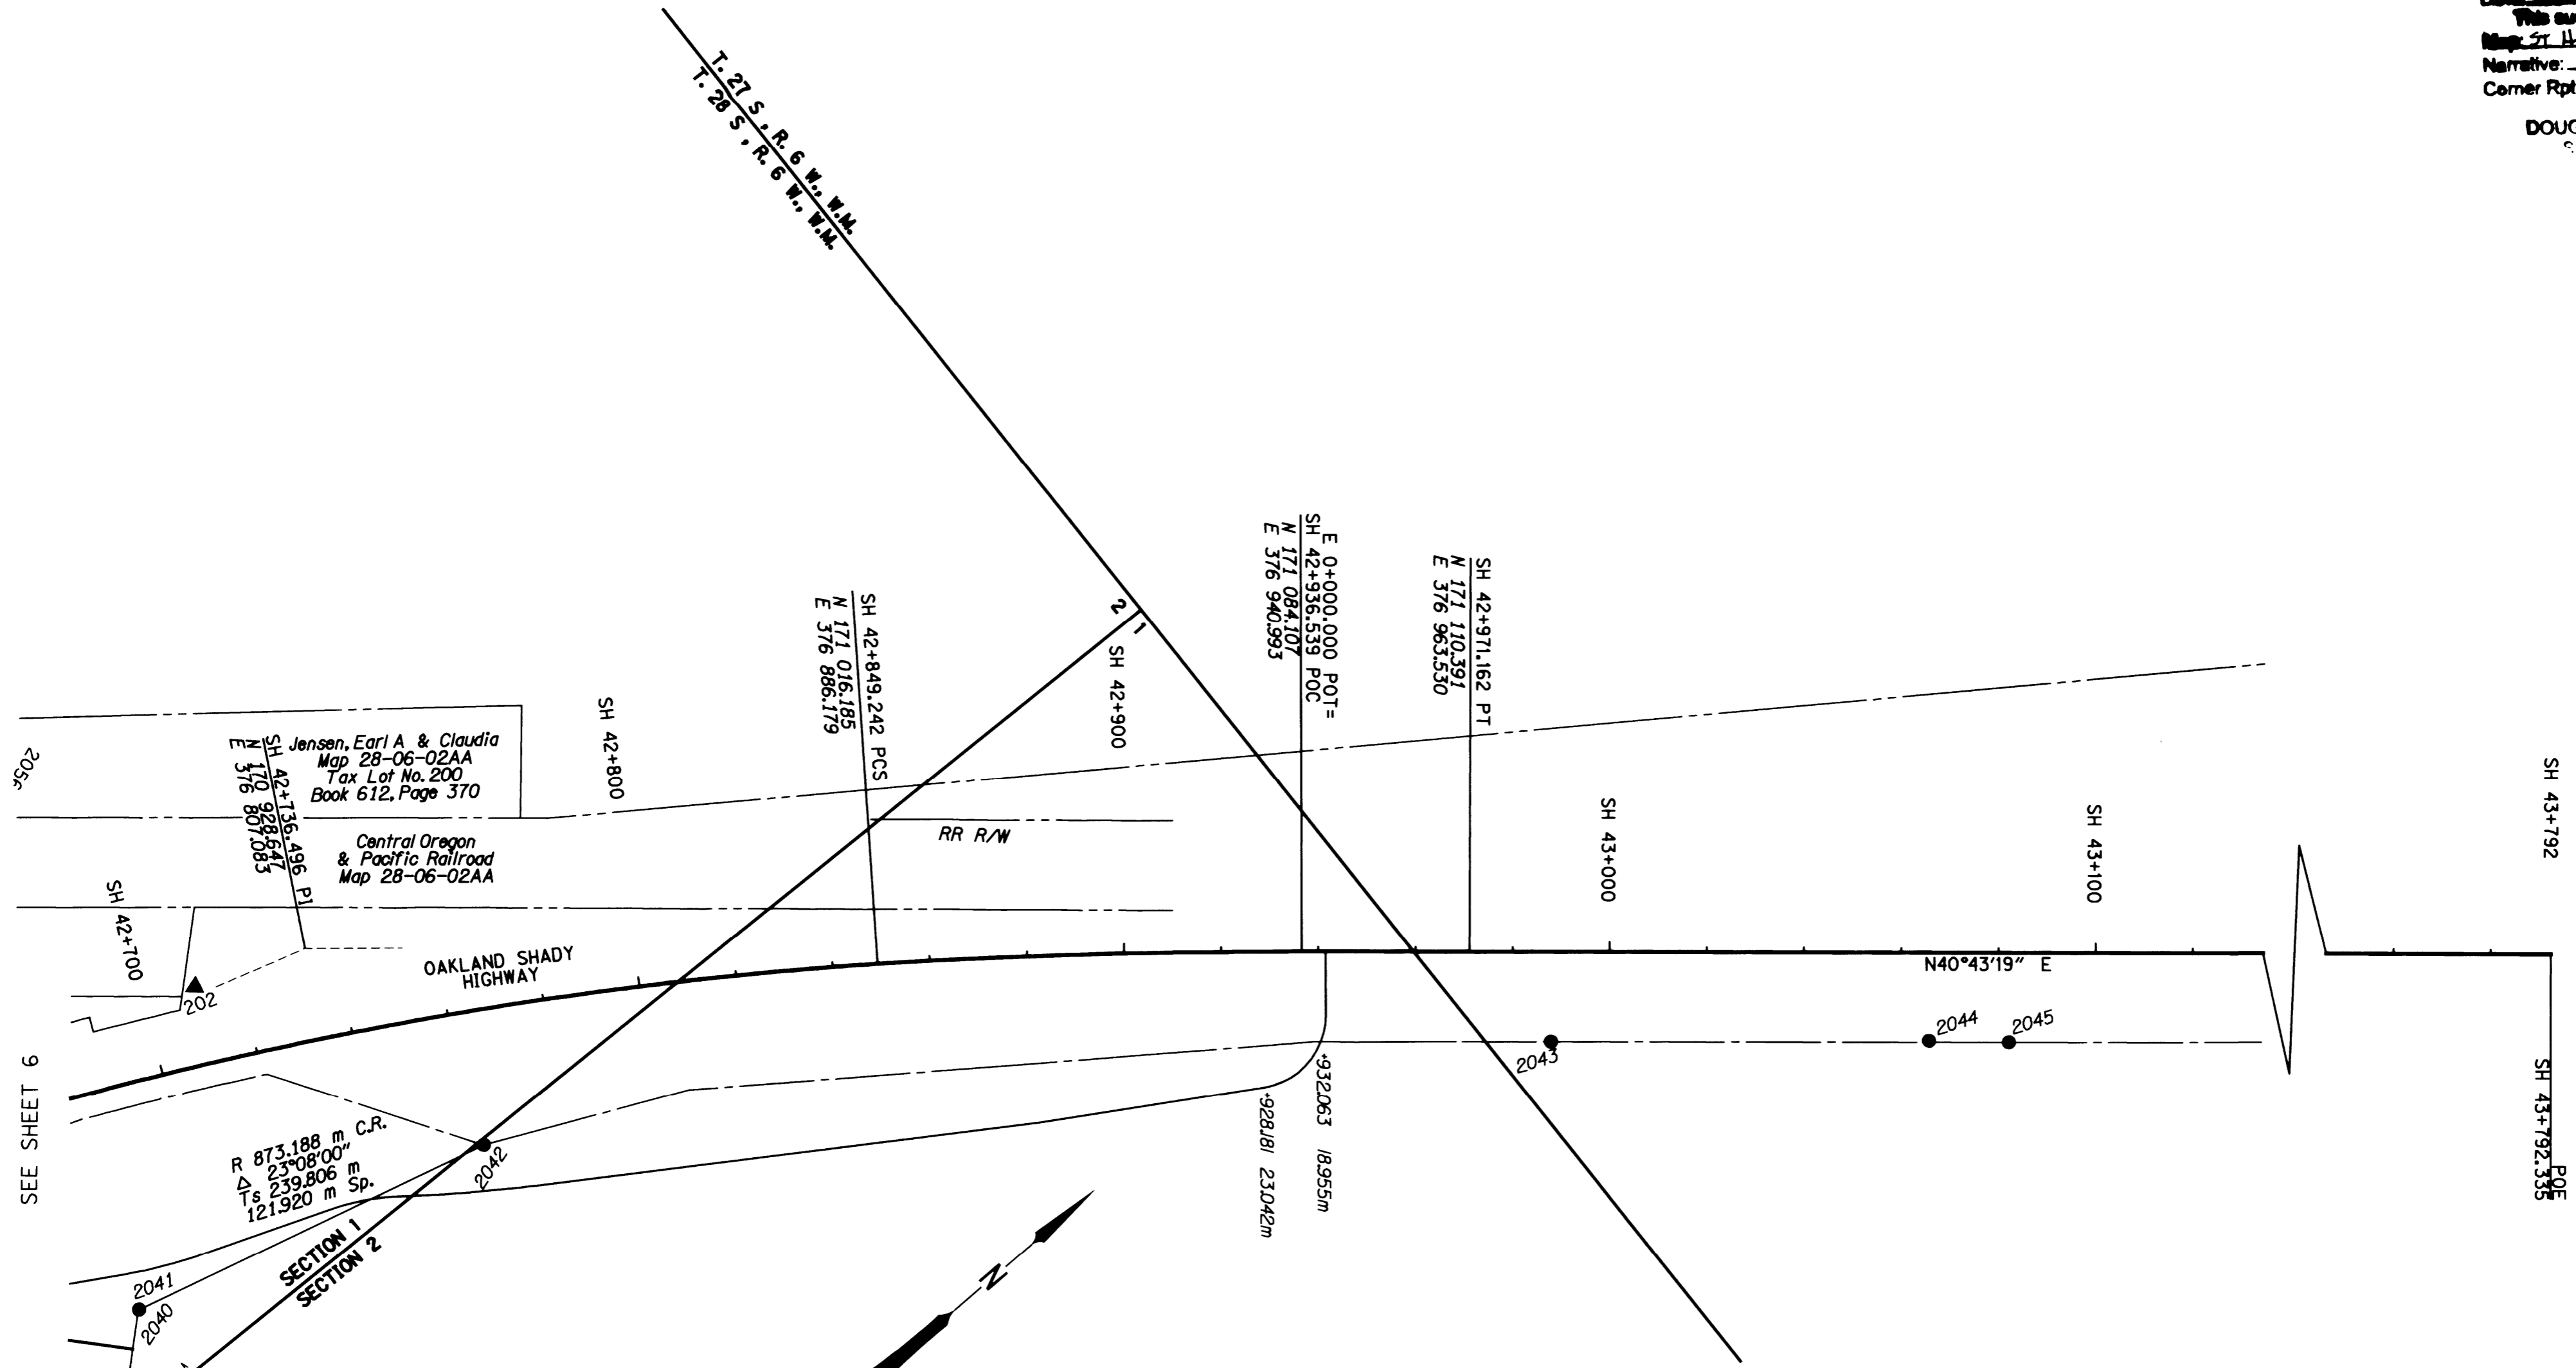 This su
Map: ST H
Narrative:
Corner Rpt
DOUG
T. 27 S , R. 6 W., W.M.
T. 28 S , R. 6 W., W.M.
2
1
E 0+000.000 POT=
SH 42+936.539 POC
N 171 084.107
E 376 940.993
SH 42+971.162 PT
N 171 110.391
E 376 963.530
SH 42+849.242 PCS
N 171 016.185
E 376 886.179
SH 42+900
SH 42+800
SH 42+736.496 PI
N 170 928.647
E 376 807.083
Jensen, Earl A & Claudia
Map 28-06-02AA
Tax Lot No. 200
Book 612, Page 370
2056
Central Oregon
& Pacific Railroad
Map 28-06-02AA
RR R/W
SH 43+000
SH 43+100
SH 43+792
SH 42+700
202
OAKLAND SHADY
HIGHWAY
N40°43'19" E
2043
2044
2045
SEE SHEET 6
R 873.188 m C.R.
23°08'00"
Δ
Ts 239.806 m
121.920 m Sp.
2042
+932.063 18.955m
+928.181 23.042m
SH 43+792.335
POE
SECTION 1
SECTION 2
2041
2040
N